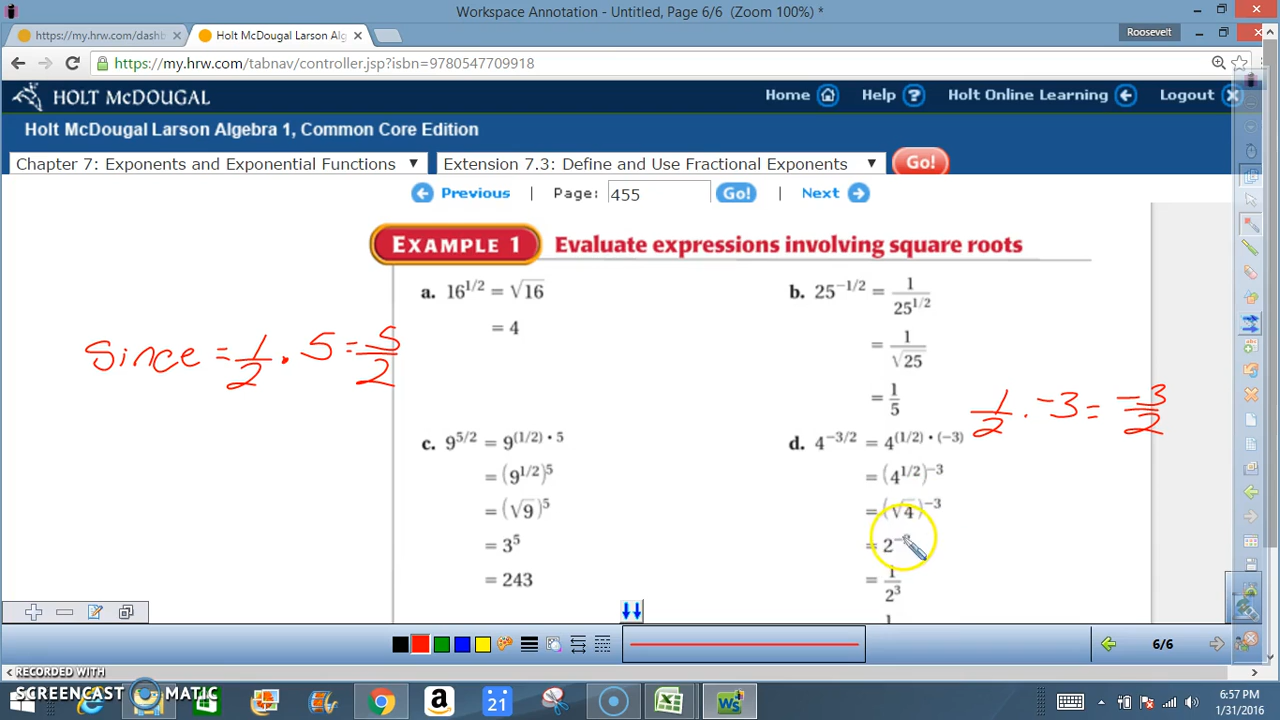 Workspace Annotation - Untitled, Page 6/6 (Zoom 100%) *
https://my.hrw.com/dashb
Holt McDougal Larson Alg
Roosevelt
https://my.hrw.com/tabnav/controller.jsp?isbn=9780547709918
HOLT MCDOUGAL
Home
Help
Holt Online Learning
Logout
Holt McDougal Larson Algebra 1, Common Core Edition
Chapter 7: Exponents and Exponential Functions
Extension 7.3: Define and Use Fractional Exponents
Go!
Previous | Page: 455 Go! | Next
EXAMPLE 1 Evaluate expressions involving square roots
a. 16^{1/2} = √16
= 4
b. 25^{-1/2} = 1/25^{1/2}
= 1/√25
= 1/5
Since = 1/2 · 5 = 5/2
1/2 · -3 = -3/2
c. 9^{5/2} = 9^{(1/2) • 5}
= (9^{1/2})^5
= (√9)^5
= 3^5
= 243
d. 4^{-3/2} = 4^{(1/2) • (-3)}
= (4^{1/2})^{-3}
= (√4)^{-3}
= 2
= 1/2^3
1
6/6
RECORDED WITH
SCREENCAST MATIC
21
6:57 PM
1/31/2016